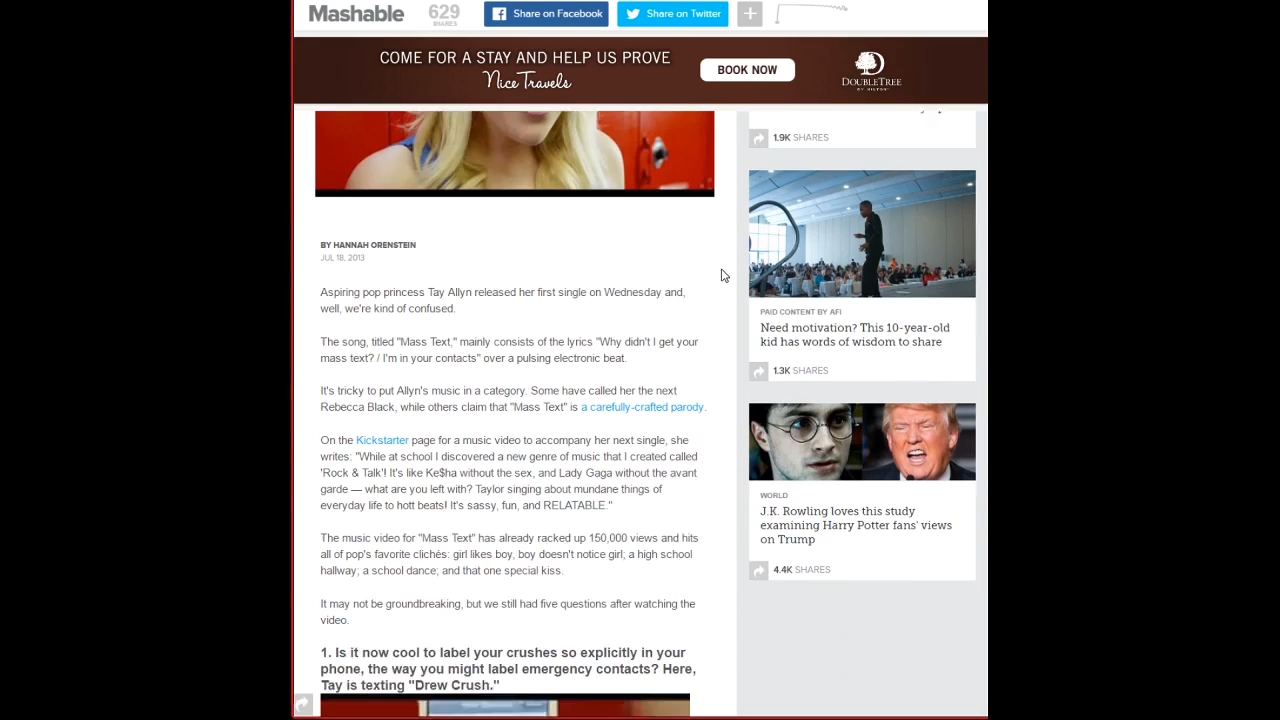 Mashable
629
SHARES
Share on Facebook
Share on Twitter
+
COME FOR A STAY AND HELP US PROVE
Nice Travels
BOOK NOW
DOUBLETREE
BY HILTON
BY HANNAH ORENSTEIN
JUL 18, 2013
Aspiring pop princess Tay Allyn released her first single on Wednesday and,
well, we're kind of confused.
The song, titled "Mass Text," mainly consists of the lyrics "Why didn't I get your
mass text? / I'm in your contacts" over a pulsing electronic beat.
It's tricky to put Allyn's music in a category. Some have called her the next
Rebecca Black, while others claim that "Mass Text" is a carefully-crafted parody.
On the Kickstarter page for a music video to accompany her next single, she
writes: "While at school I discovered a new genre of music that I created called
'Rock & Talk'! It's like Ke$ha without the sex, and Lady Gaga without the avant
garde — what are you left with? Taylor singing about mundane things of
everyday life to hott beats! It's sassy, fun, and RELATABLE."
The music video for "Mass Text" has already racked up 150,000 views and hits
all of pop's favorite clichés: girl likes boy, boy doesn't notice girl; a high school
hallway; a school dance; and that one special kiss.
It may not be groundbreaking, but we still had five questions after watching the
video.
1. Is it now cool to label your crushes so explicitly in your
phone, the way you might label emergency contacts? Here,
Tay is texting "Drew Crush."
1.9K SHARES
PAID CONTENT BY AFI
Need motivation? This 10-year-old
kid has words of wisdom to share
1.3K SHARES
WORLD
J.K. Rowling loves this study
examining Harry Potter fans' views
on Trump
4.4K SHARES